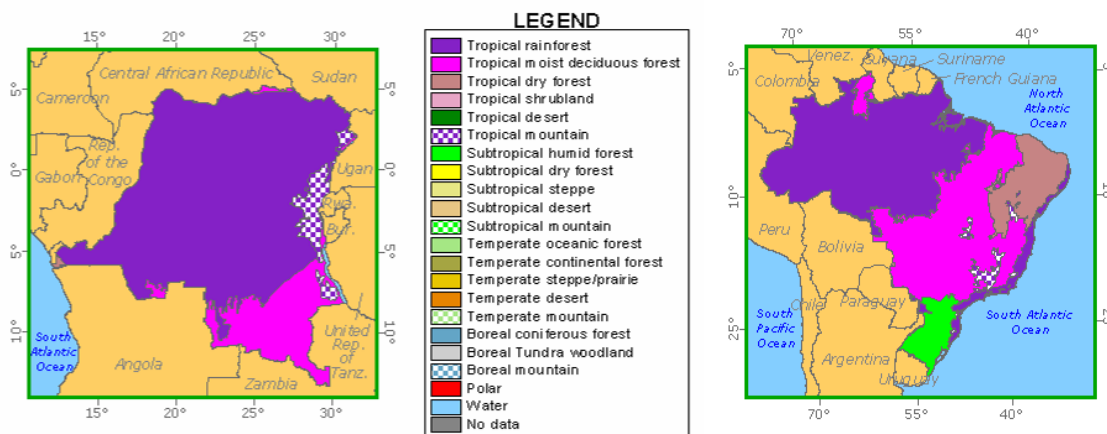 15° 20° 25° 30°
Central African Republic
Sudan
5°
Cameroon
5°
Rep.
of the
Congo
Ugan
0°
0°
Gabon
Rwa.
Bur.
5°
5°
10°
10°
South
Atlantic
Ocean
Angola
United
Rep.
of
Tanz.
Zambia
15° 20° 25° 30°
LEGEND
Tropical rainforest
Tropical moist deciduous forest
Tropical dry forest
Tropical shrubland
Tropical desert
Tropical mountain
Subtropical humid forest
Subtropical dry forest
Subtropical steppe
Subtropical desert
Subtropical mountain
Temperate oceanic forest
Temperate continental forest
Temperate steppe/prairie
Temperate desert
Temperate mountain
Boreal coniferous forest
Boreal Tundra woodland
Boreal mountain
Polar
Water
No data
70° 55° 40°
Venez.
Guyana
Suriname
5°
Colombia
French Guiana
North
Atlantic
Ocean
10°
Peru
Bolivia
Chile
Paraguay
South
Pacific
Ocean
South Atlantic
Ocean
25°
Argentina
Uruguay
70° 55° 40°